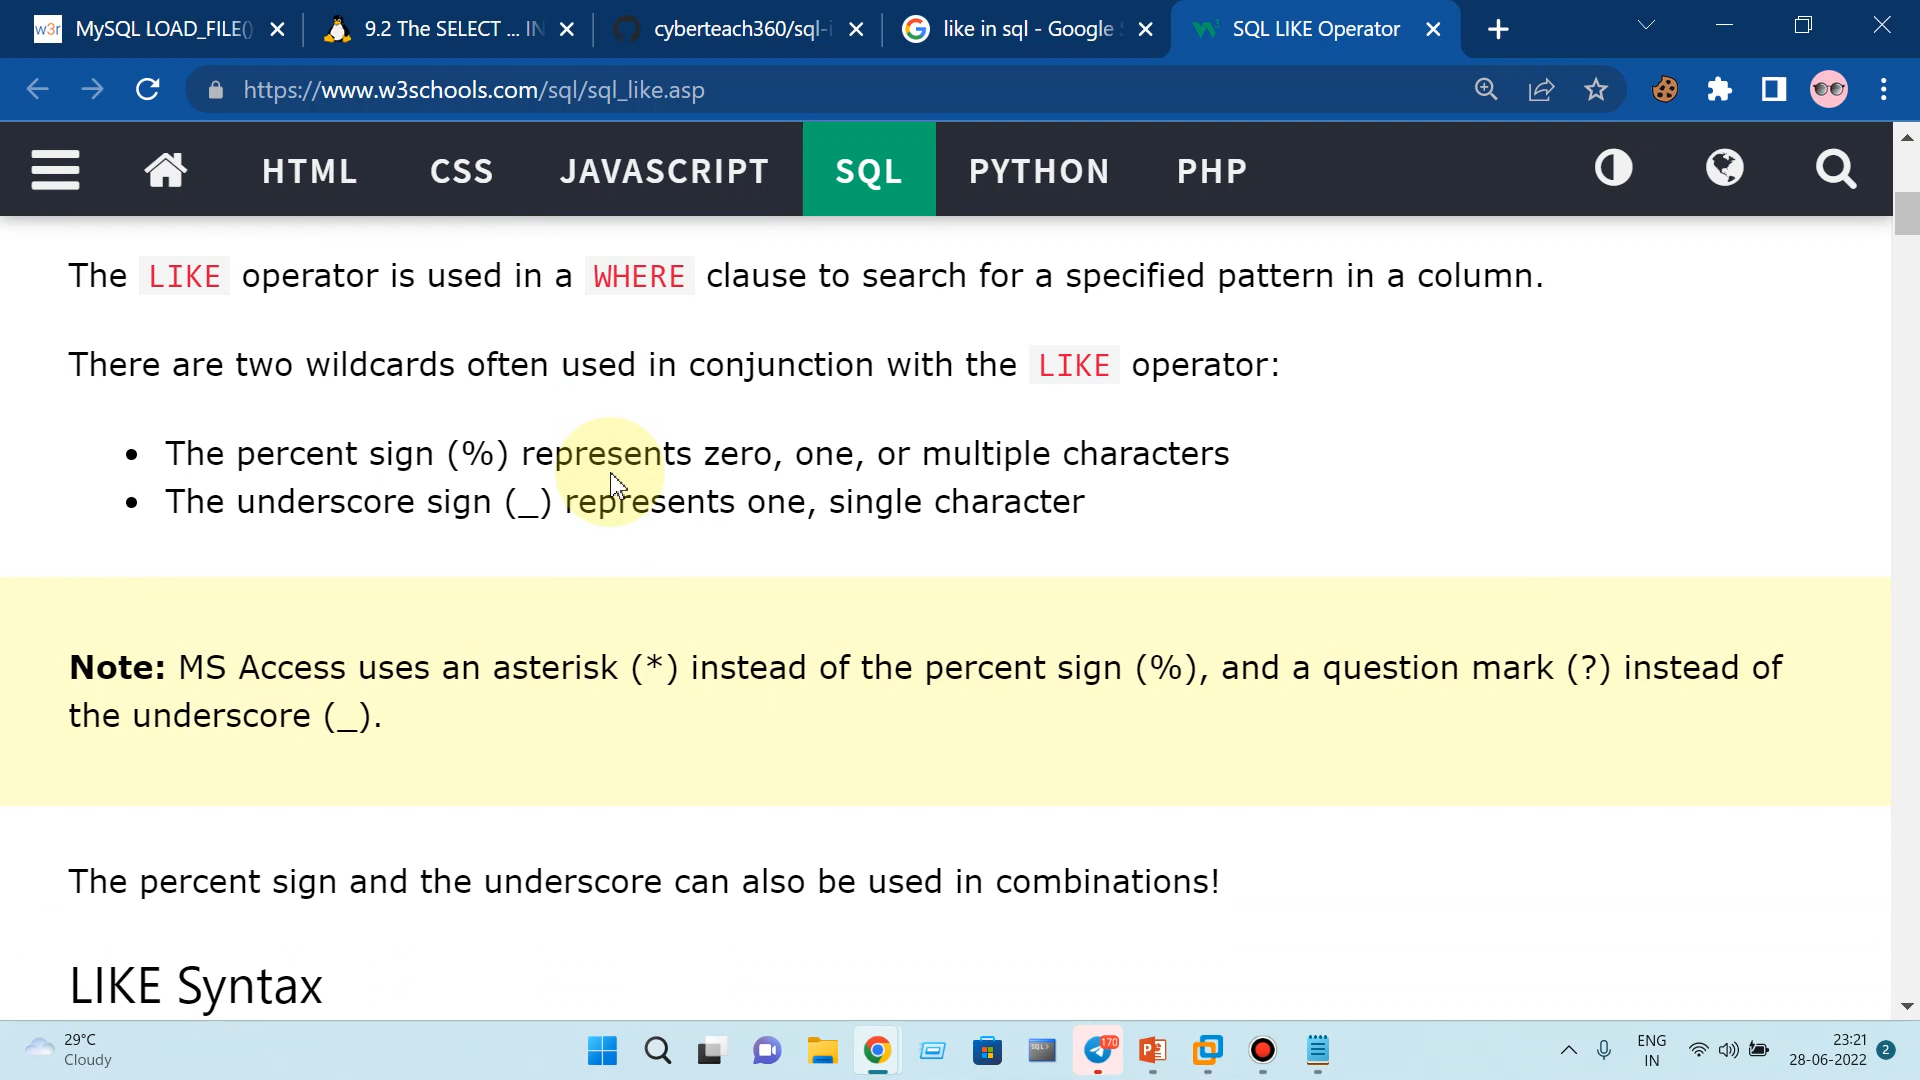 w3r MySQL LOAD_FILE() 9.2 The SELECT ... IN cyberteach360/sql-i like in sql - Google S SQL LIKE Operator
https://www.w3schools.com/sql/sql_like.asp
HTML CSS JAVASCRIPT SQL PYTHON PHP
The LIKE operator is used in a WHERE clause to search for a specified pattern in a column.
There are two wildcards often used in conjunction with the LIKE operator:
• The percent sign (%) represents zero, one, or multiple characters
• The underscore sign (_) represents one, single character
Note: MS Access uses an asterisk (*) instead of the percent sign (%), and a question mark (?) instead of
the underscore (_).
The percent sign and the underscore can also be used in combinations!
LIKE Syntax
29°C
Cloudy
SQL>
170
ENG
IN
23:21
28-06-2022
2